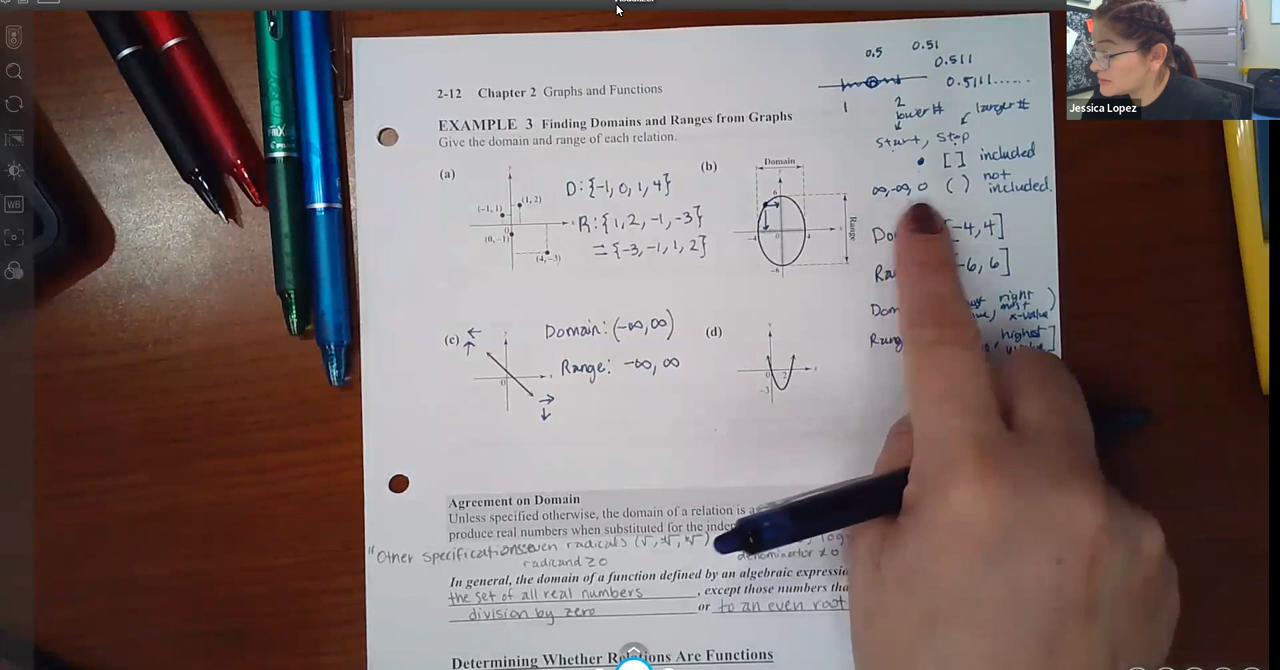 0.5 0.51
0.511
0.5111......
1 2
lower # larger #
Jessica Lopez
start, stop
[ ] included
∞,-∞, o ( ) not included.
2-12 Chapter 2 Graphs and Functions
EXAMPLE 3 Finding Domains and Ranges from Graphs
Give the domain and range of each relation.
(a)
(-1, 1)
(1, 2)
0
(0, -1)
(4, -3)
D: {-1, 0, 1, 4}
R: {1, 2, -1, -3}
= {-3, -1, 1, 2}
(b)
Domain
6
-4 0 4
-6
Range
-4, 4]
-6, 6]
right most x-value)
highest
(c)
y
x
0
Domain: (-∞, ∞)
Range: -∞, ∞
(d)
y
x
0 2
-3
Agreement on Domain
Unless specified otherwise, the domain of a relation is
produce real numbers when substituted for the
"Other specifications: even radicals (√, ∜, ∜)
radicand ≥ 0
denominator ≠ 0
In general, the domain of a function defined by an algebraic
the set of all real numbers, except those numbers
division by zero or to an even root
Determining Whether Relations Are Functions
WB